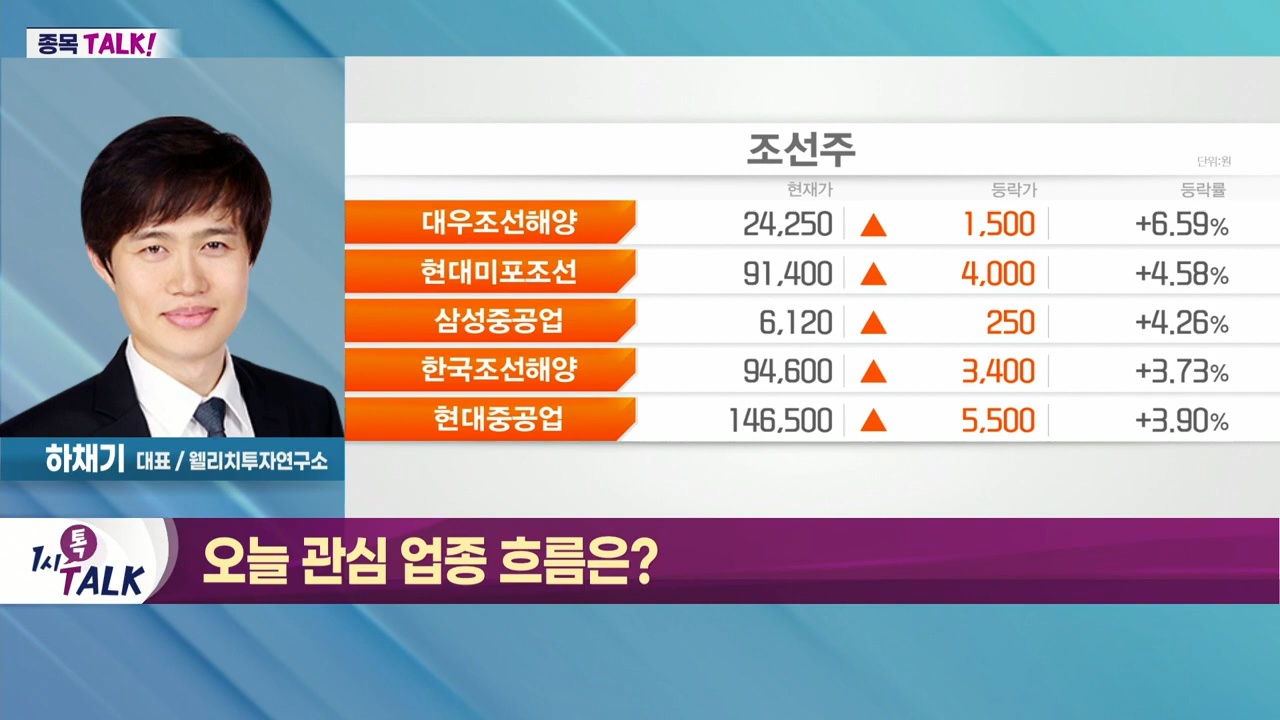 종목 TALK!
조선주
단위:원
현재가 등락가 등락률
대우조선해양 24,250 ▲ 1,500 +6.59%
현대미포조선 91,400 ▲ 4,000 +4.58%
삼성중공업 6,120 ▲ 250 +4.26%
한국조선해양 94,600 ▲ 3,400 +3.73%
현대중공업 146,500 ▲ 5,500 +3.90%
하채기 대표 / 웰리치투자연구소
1시 톡 TALK
오늘 관심 업종 흐름은?